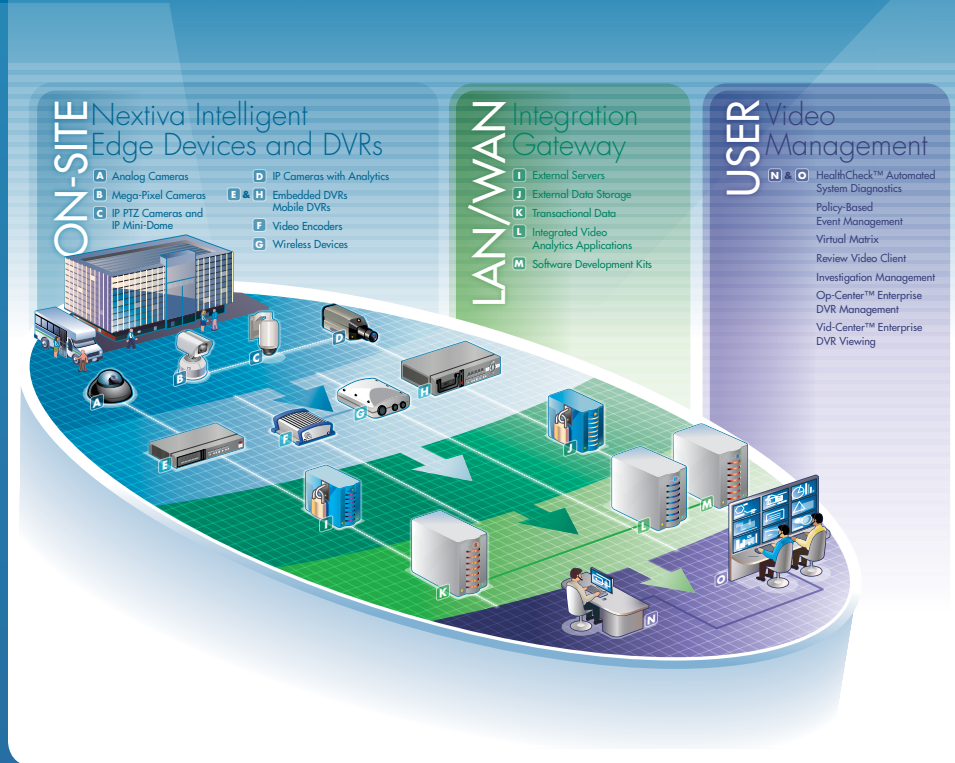 ON-SITE
Nextiva Intelligent
Edge Devices and DVRs
A Analog Cameras
B Mega-Pixel Cameras
C IP PTZ Cameras and
IP Mini-Dome
D IP Cameras with Analytics
E & H Embedded DVRs
Mobile DVRs
F Video Encoders
G Wireless Devices
LAN/WAN
Integration
Gateway
I External Servers
J External Data Storage
K Transactional Data
L Integrated Video
Analytics Applications
M Software Development Kits
USER
Video
Management
N & O HealthCheck™ Automated
System Diagnostics
Policy-Based
Event Management
Virtual Matrix
Review Video Client
Investigation Management
Op-Center™ Enterprise
DVR Management
Vid-Center™ Enterprise
DVR Viewing
A
B
C
D
E
F
G
H
I
J
K
L
M
N
O